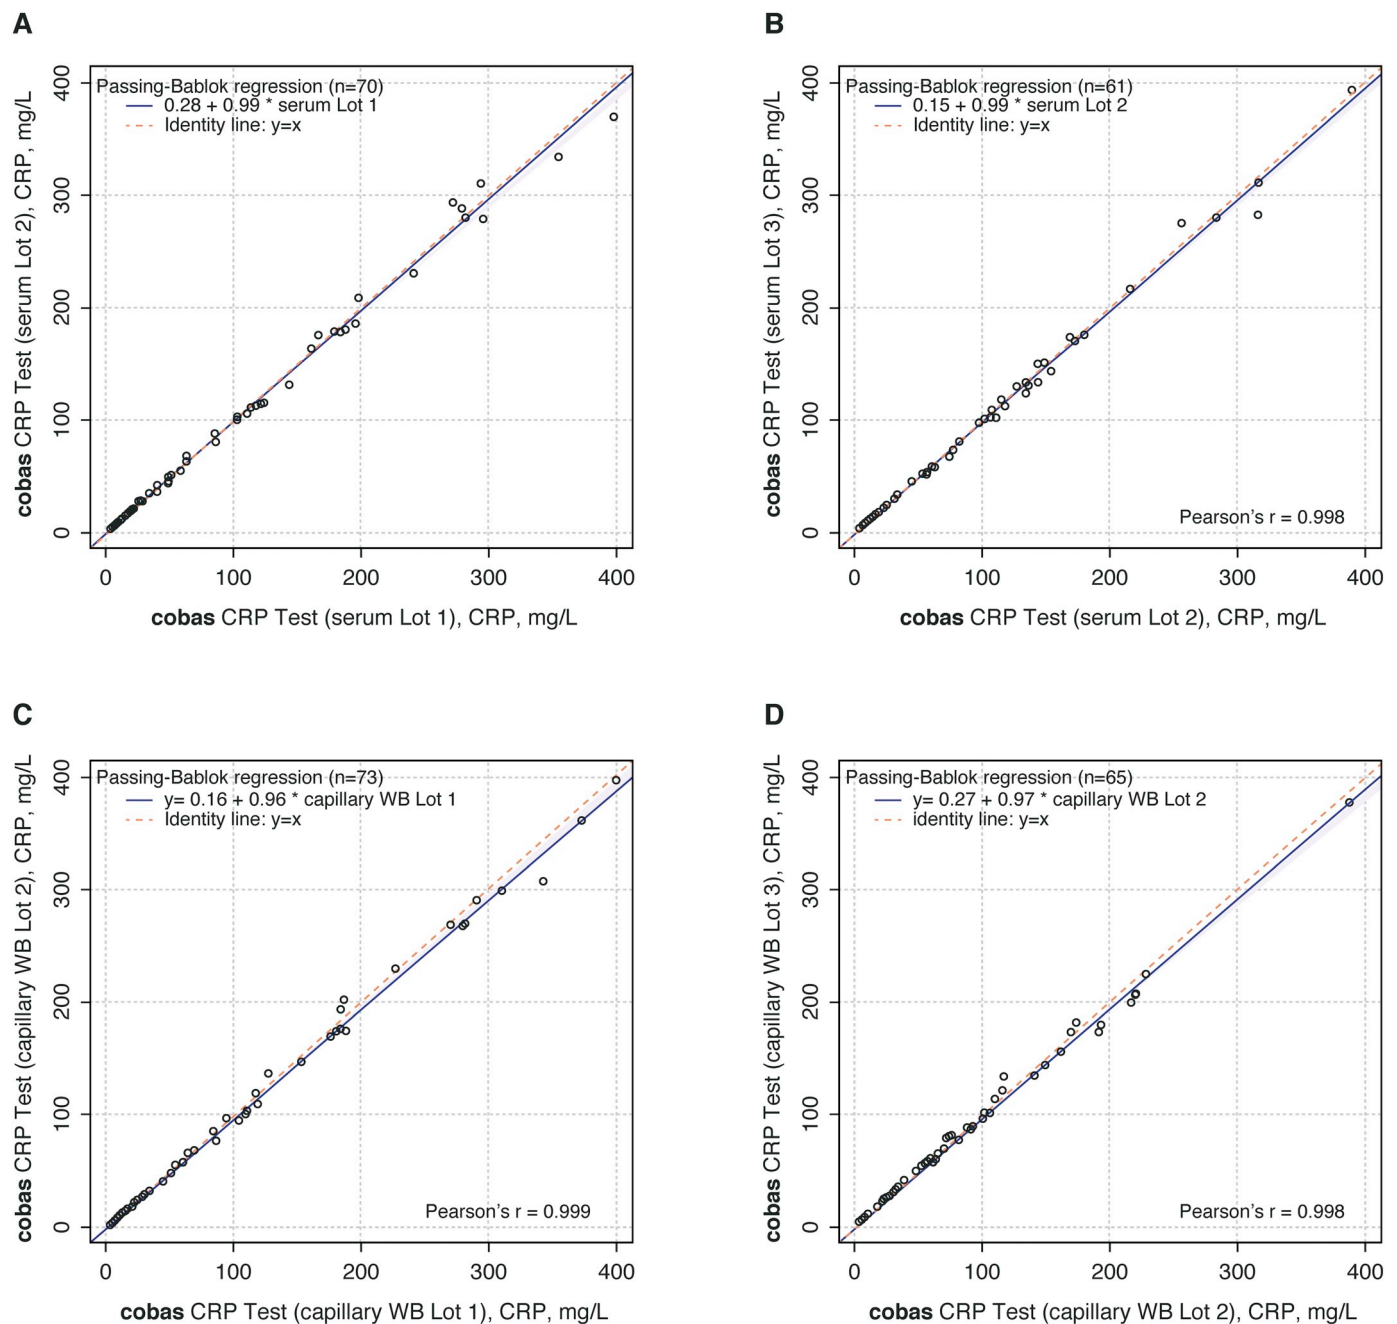 A
Passing-Bablok regression (n=70)
0.28 + 0.99 * serum Lot 1
Identity line: y=x
cobas CRP Test (serum Lot 2), CRP, mg/L
400
300
200
100
0
0 100 200 300 400
cobas CRP Test (serum Lot 1), CRP, mg/L
B
Passing-Bablok regression (n=61)
0.15 + 0.99 * serum Lot 2
Identity line: y=x
cobas CRP Test (serum Lot 3), CRP, mg/L
400
300
200
100
0
Pearson's r = 0.998
0 100 200 300 400
cobas CRP Test (serum Lot 2), CRP, mg/L
C
Passing-Bablok regression (n=73)
y= 0.16 + 0.96 * capillary WB Lot 1
Identity line: y=x
cobas CRP Test (capillary WB Lot 2), CRP, mg/L
400
300
200
100
0
Pearson's r = 0.999
0 100 200 300 400
cobas CRP Test (capillary WB Lot 1), CRP, mg/L
D
Passing-Bablok regression (n=65)
y= 0.27 + 0.97 * capillary WB Lot 2
identity line: y=x
cobas CRP Test (capillary WB Lot 3), CRP, mg/L
400
300
200
100
0
Pearson's r = 0.998
0 100 200 300 400
cobas CRP Test (capillary WB Lot 2), CRP, mg/L